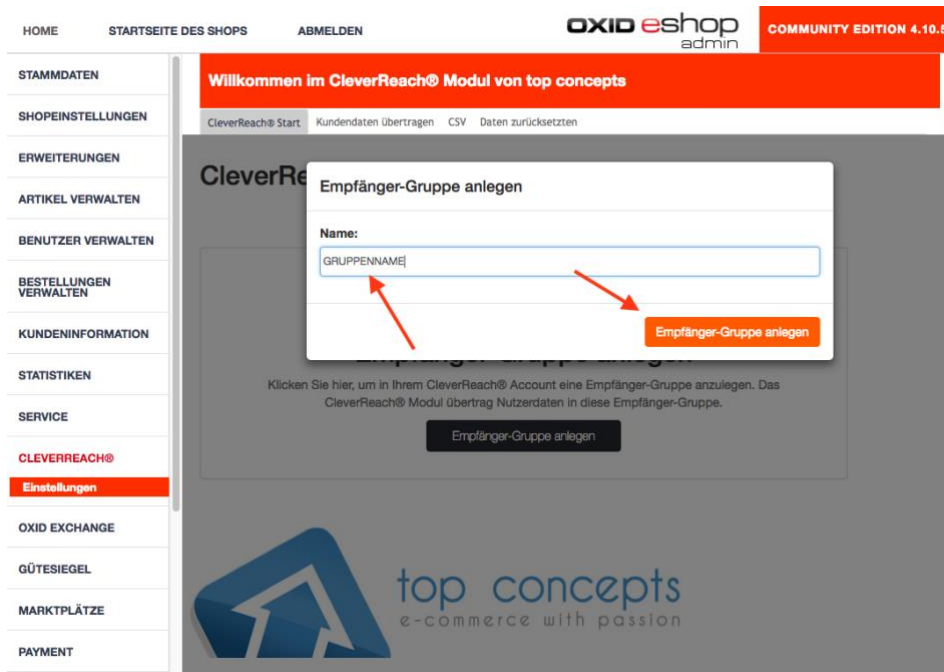 HOME STARTSEITE DES SHOPS ABMELDEN
OXID eshop
admin
COMMUNITY EDITION 4.10.5
STAMMDATEN
SHOPEINSTELLUNGEN
ERWEITERUNGEN
ARTIKEL VERWALTEN
BENUTZER VERWALTEN
BESTELLUNGEN
VERWALTEN
KUNDENINFORMATION
STATISTIKEN
SERVICE
CLEVERREACH®
Einstellungen
OXID EXCHANGE
GÜTESIEGEL
MARKTPLÄTZE
PAYMENT
Willkommen im CleverReach® Modul von top concepts
CleverReach® Start Kundendaten übertragen CSV Daten zurücksetzten
CleverRe
Empfänger-Gruppe anlegen
Name:
GRUPPENNAME
Empfänger-Gruppe anlegen
Empfänger-Gruppe anlegen
Klicken Sie hier, um in Ihrem CleverReach® Account eine Empfänger-Gruppe anzulegen. Das
CleverReach® Modul übertrag Nutzerdaten in diese Empfänger-Gruppe.
Empfänger-Gruppe anlegen
top concepts
e-commerce with passion